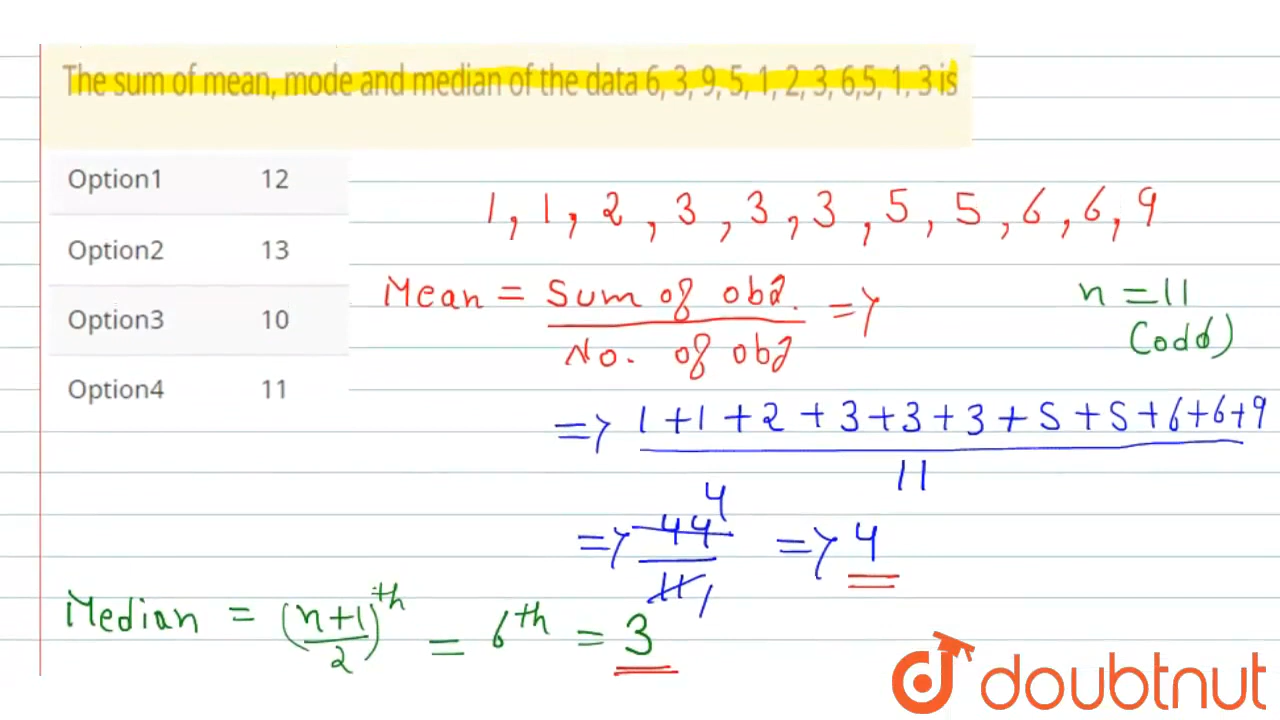 The sum of mean, mode and median of the data 6, 3, 9, 5, 1, 2, 3, 6,5, 1. 3 is
Option1 12
Option2 13
Option3 10
Option4 11
1, 1, 2, 3, 3, 3, 5, 5, 6, 6, 9
Mean = Sum of obs. / No. of obs =>
n = 11
(odd)
=> 1+1+2+3+3+3+5+5+6+6+9 / 11
=> 44 4 / 11 1 => 4
Median = (n+1 / 2)th = 6th = 3
doubtnut